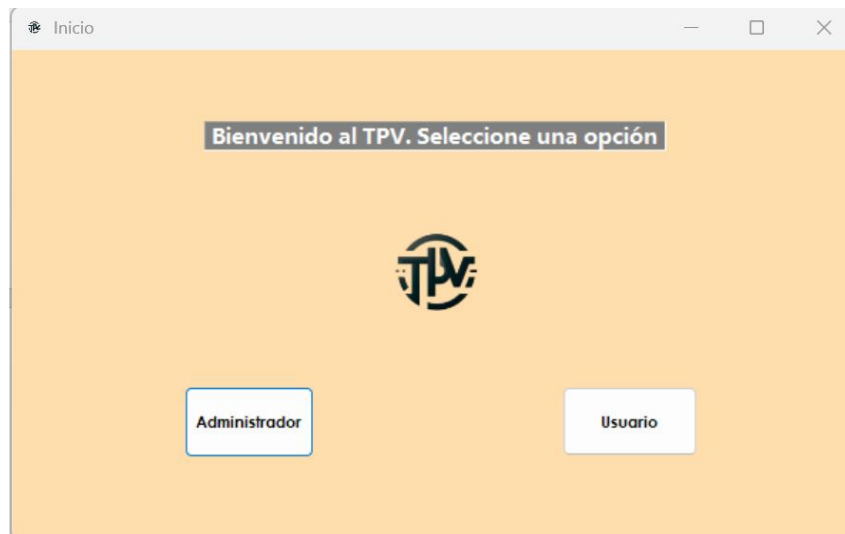 Inicio
Bienvenido al TPV. Seleccione una opción
TPV
Administrador
Usuario